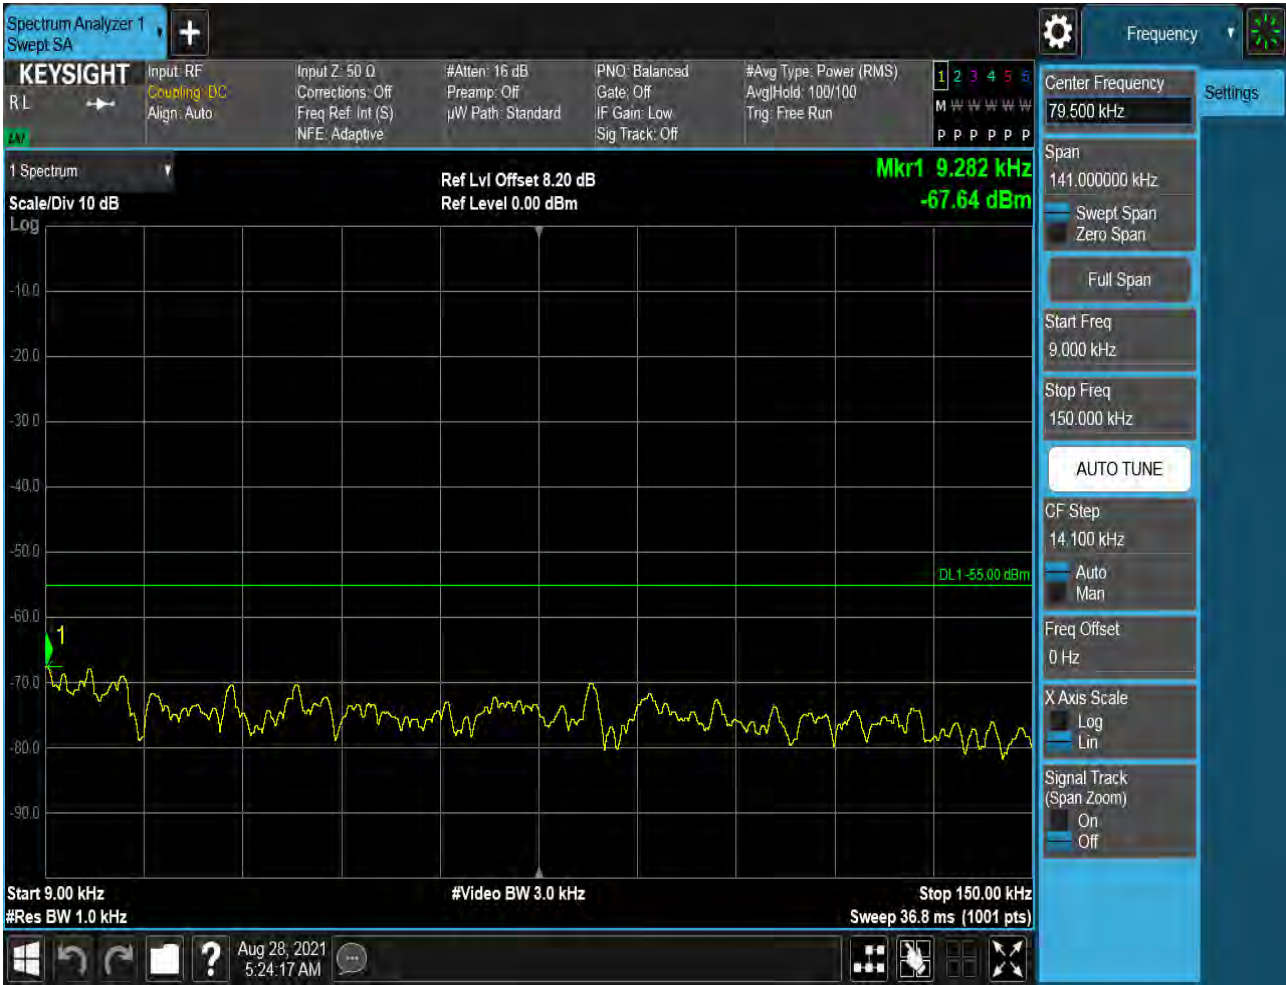 Spectrum Analyzer 1
Swept SA
+
Frequency
KEYSIGHT
R L
LXI
Input: RF
Coupling: DC
Align: Auto
Input Z: 50 Ω
Corrections: Off
Freq Ref: Int (S)
NFE: Adaptive
#Atten: 16 dB
Preamp: Off
µW Path: Standard
PNO: Balanced
Gate: Off
IF Gain: Low
Sig Track: Off
#Avg Type: Power (RMS)
Avg|Hold: 100/100
Trig: Free Run
1 2 3 4 5 6
M W W W W W
P P P P P P
1 Spectrum
Scale/Div 10 dB
Log
Ref Lvl Offset 8.20 dB
Ref Level 0.00 dBm
Mkr1 9.282 kHz
-67.64 dBm
-10.0
-20.0
-30.0
-40.0
-50.0
DL1 -55.00 dBm
-60.0
1
-70.0
-80.0
-90.0
Start 9.00 kHz
#Video BW 3.0 kHz
Stop 150.00 kHz
#Res BW 1.0 kHz
Sweep 36.8 ms (1001 pts)
?
Aug 28, 2021
5:24:17 AM
Center Frequency
79.500 kHz
Settings
Span
141.000000 kHz
Swept Span
Zero Span
Full Span
Start Freq
9.000 kHz
Stop Freq
150.000 kHz
AUTO TUNE
CF Step
14.100 kHz
Auto
Man
Freq Offset
0 Hz
X Axis Scale
Log
Lin
Signal Track
(Span Zoom)
On
Off